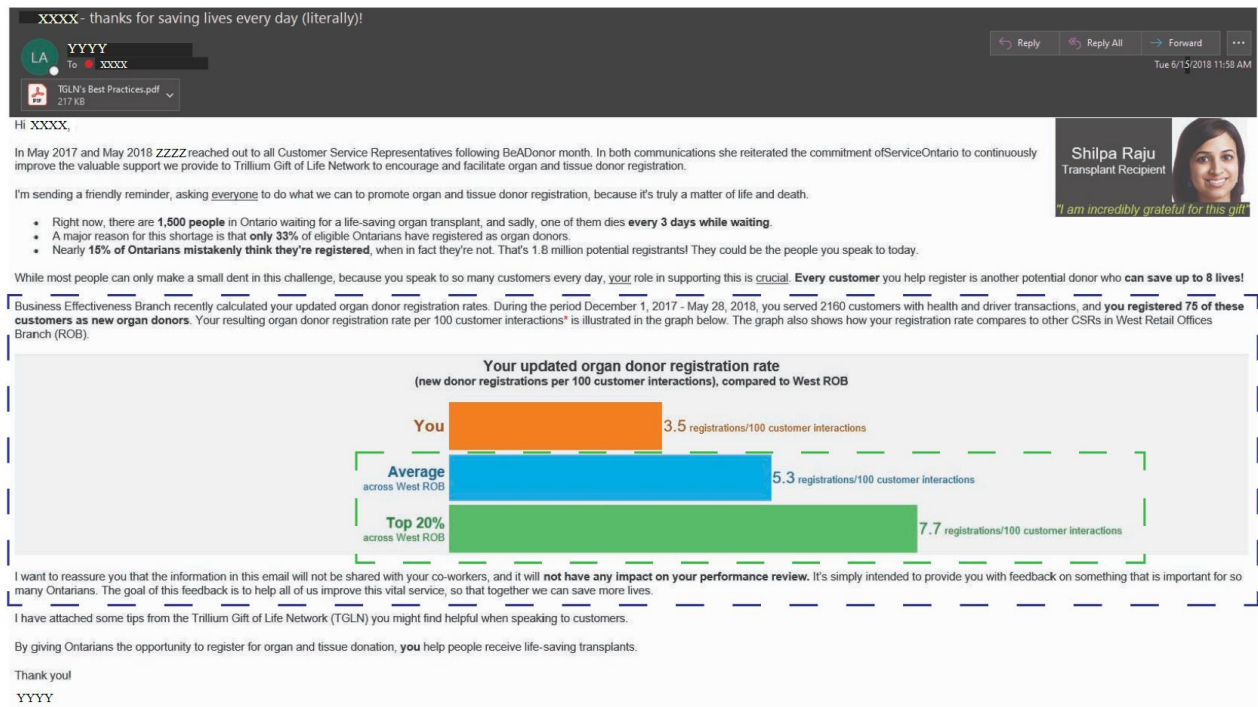 XXXX - thanks for saving lives every day (literally)!
LA
YYYY
To XXXX
Reply
Reply All
Forward
Tue 6/15/2018 11:58 AM
PDF
TGLN's Best Practices.pdf
217 KB
Hi XXXX,
In May 2017 and May 2018 ZZZZ reached out to all Customer Service Representatives following BeADonor month. In both communications she reiterated the commitment ofServiceOntario to continuously
improve the valuable support we provide to Trillium Gift of Life Network to encourage and facilitate organ and tissue donor registration.
Shilpa Raju
Transplant Recipient
"I am incredibly grateful for this gift"
I'm sending a friendly reminder, asking everyone to do what we can to promote organ and tissue donor registration, because it's truly a matter of life and death.
• Right now, there are 1,500 people in Ontario waiting for a life-saving organ transplant, and sadly, one of them dies every 3 days while waiting.
• A major reason for this shortage is that only 33% of eligible Ontarians have registered as organ donors.
• Nearly 15% of Ontarians mistakenly think they're registered, when in fact they're not. That's 1.8 million potential registrants! They could be the people you speak to today.
While most people can only make a small dent in this challenge, because you speak to so many customers every day, your role in supporting this is crucial. Every customer you help register is another potential donor who can save up to 8 lives!
Business Effectiveness Branch recently calculated your updated organ donor registration rates. During the period December 1, 2017 - May 28, 2018, you served 2160 customers with health and driver transactions, and you registered 75 of these
customers as new organ donors. Your resulting organ donor registration rate per 100 customer interactions* is illustrated in the graph below. The graph also shows how your registration rate compares to other CSRs in West Retail Offices
Branch (ROB).
Your updated organ donor registration rate
(new donor registrations per 100 customer interactions), compared to West ROB
You
3.5 registrations/100 customer interactions
Average
across West ROB
5.3 registrations/100 customer interactions
Top 20%
across West ROB
7.7 registrations/100 customer interactions
I want to reassure you that the information in this email will not be shared with your co-workers, and it will not have any impact on your performance review. It's simply intended to provide you with feedback on something that is important for so
many Ontarians. The goal of this feedback is to help all of us improve this vital service, so that together we can save more lives.
I have attached some tips from the Trillium Gift of Life Network (TGLN) you might find helpful when speaking to customers.
By giving Ontarians the opportunity to register for organ and tissue donation, you help people receive life-saving transplants.
Thank you!
YYYY